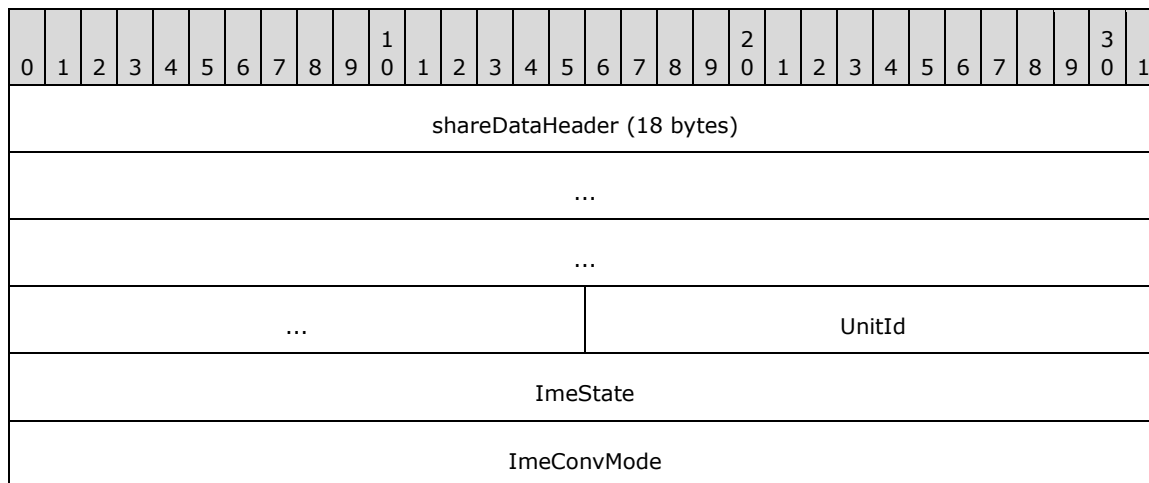 1 2 3
0 1 2 3 4 5 6 7 8 9 0 1 2 3 4 5 6 7 8 9 0 1 2 3 4 5 6 7 8 9 0 1
shareDataHeader (18 bytes)
...
...
... UnitId
ImeState
ImeConvMode